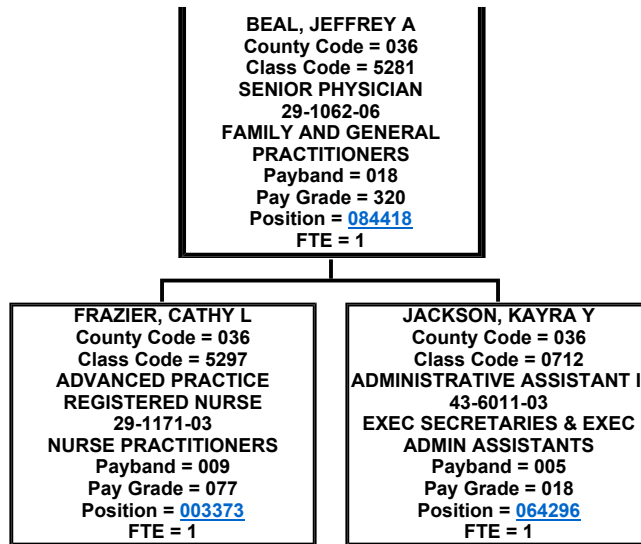 BEAL, JEFFREY A
County Code = 036
Class Code = 5281
SENIOR PHYSICIAN
29-1062-06
FAMILY AND GENERAL
PRACTITIONERS
Payband = 018
Pay Grade = 320
Position = 084418
FTE = 1
FRAZIER, CATHY L
County Code = 036
Class Code = 5297
ADVANCED PRACTICE
REGISTERED NURSE
29-1171-03
NURSE PRACTITIONERS
Payband = 009
Pay Grade = 077
Position = 003373
FTE = 1
JACKSON, KAYRA Y
County Code = 036
Class Code = 0712
ADMINISTRATIVE ASSISTANT I
43-6011-03
EXEC SECRETARIES & EXEC
ADMIN ASSISTANTS
Payband = 005
Pay Grade = 018
Position = 064296
FTE = 1